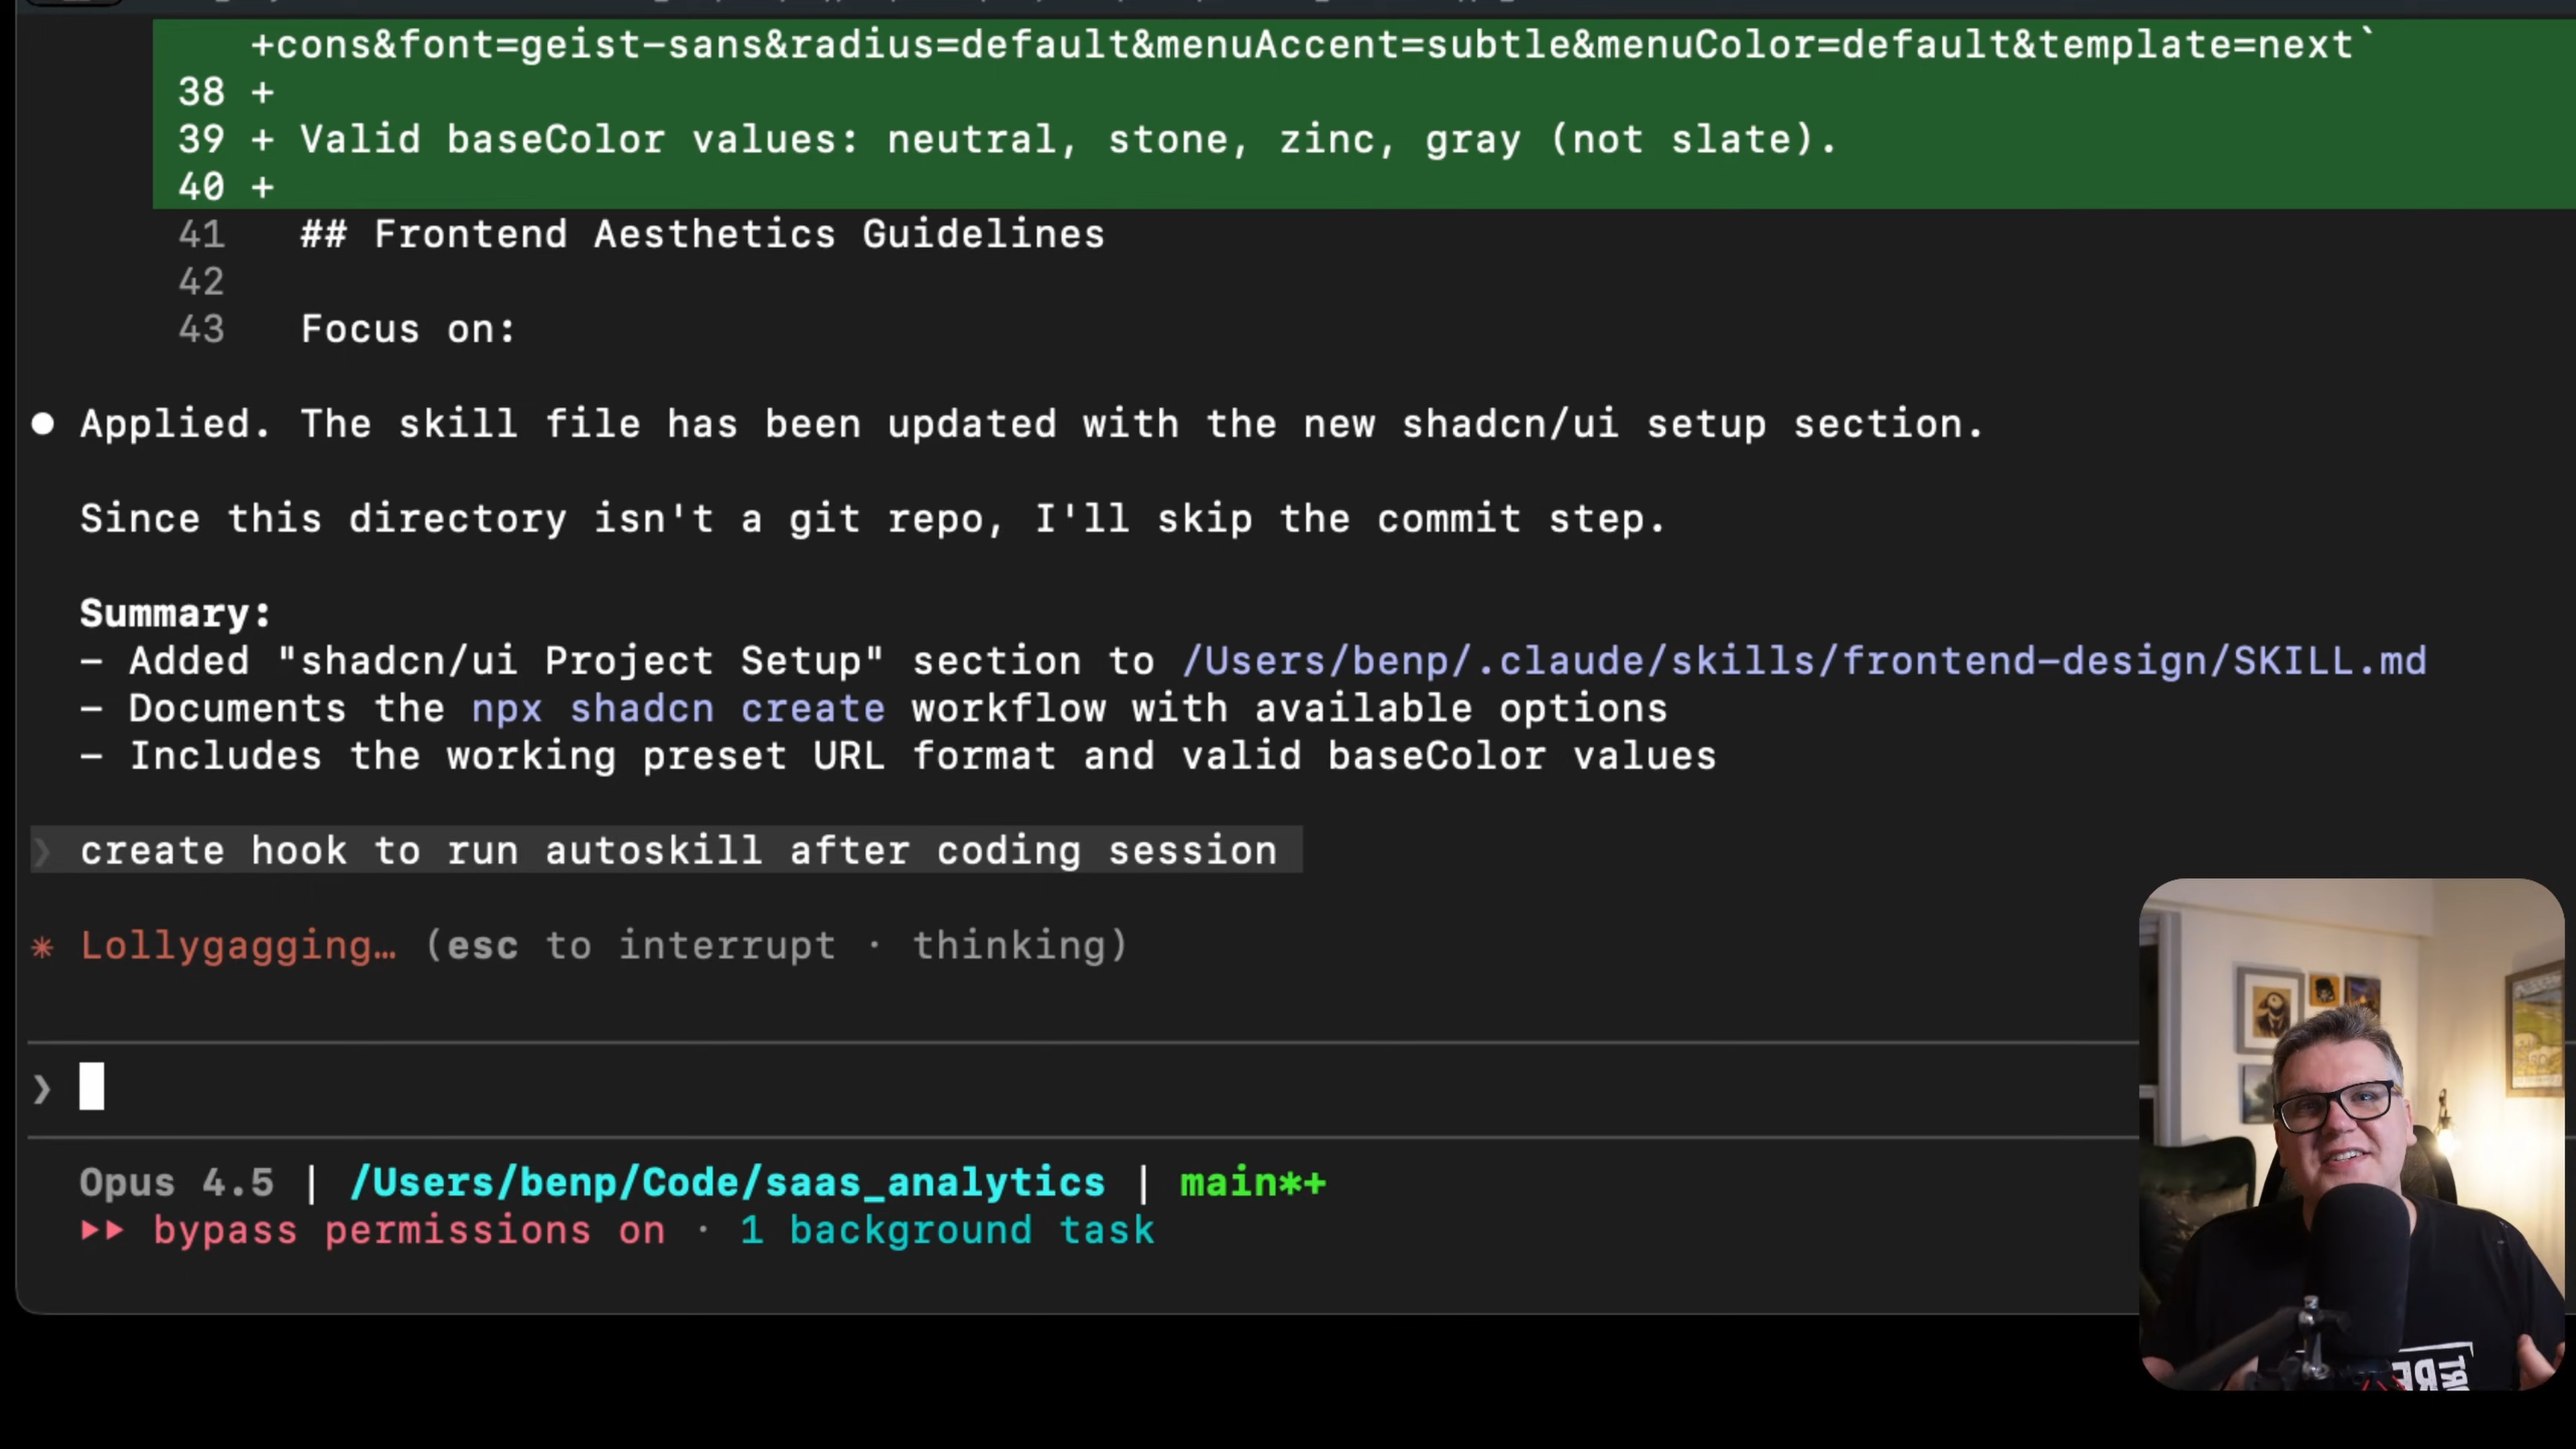 +cons&font=geist-sans&radius=default&menuAccent=subtle&menuColor=default&template=next`
38 +
39 + Valid baseColor values: neutral, stone, zinc, gray (not slate).
40 +
41 ## Frontend Aesthetics Guidelines
42
43 Focus on:
● Applied. The skill file has been updated with the new shadcn/ui setup section.
Since this directory isn't a git repo, I'll skip the commit step.
Summary:
– Added "shadcn/ui Project Setup" section to /Users/benp/.claude/skills/frontend-design/SKILL.md
– Documents the npx shadcn create workflow with available options
– Includes the working preset URL format and valid baseColor values
❯ create hook to run autoskill after coding session
✳ Lollygagging… (esc to interrupt · thinking)
❯
Opus 4.5 | /Users/benp/Code/saas_analytics | main*+
▶▶ bypass permissions on · 1 background task